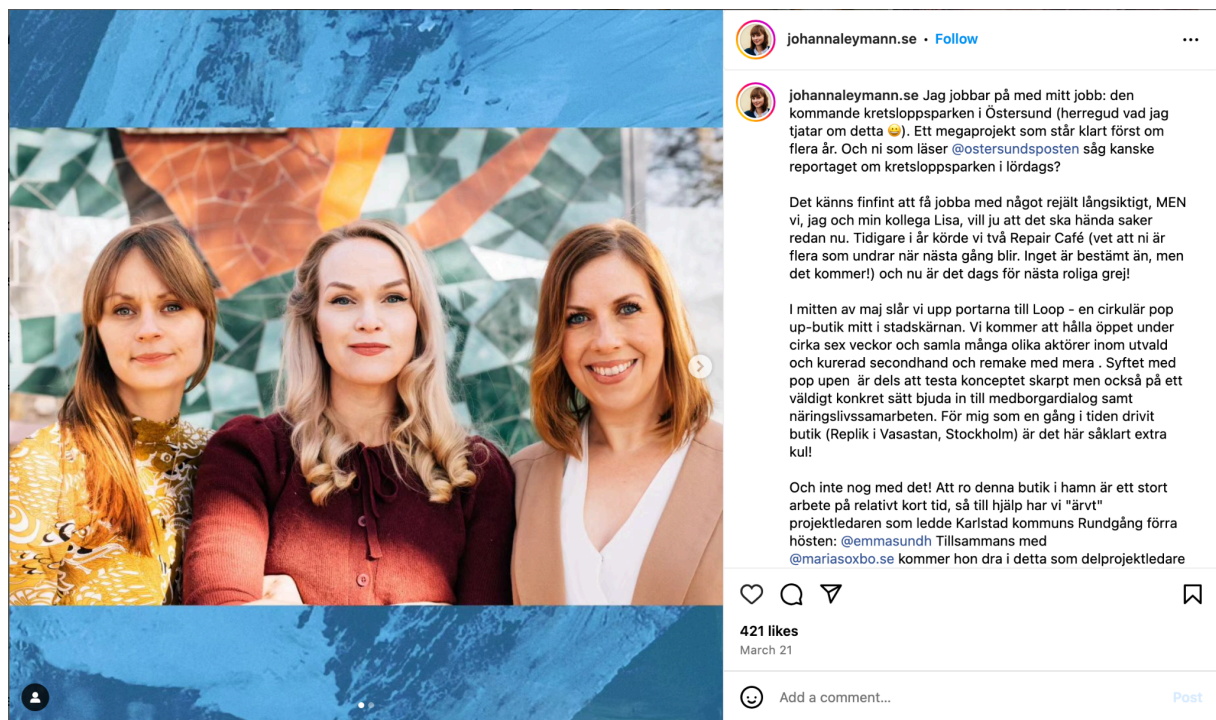 johannaleymann.se • Follow
johannaleymann.se Jag jobbar på med mitt jobb: den
kommande kretsloppsparken i Östersund (herregud vad jag
tjatar om detta 😀). Ett megaprojekt som står klart först om
flera år. Och ni som läser @ostersundsposten såg kanske
reportaget om kretsloppsparken i lördags?
Det känns finfint att få jobba med något rejält långsiktigt, MEN
vi, jag och min kollega Lisa, vill ju att det ska hända saker
redan nu. Tidigare i år körde vi två Repair Café (vet att ni är
flera som undrar när nästa gång blir. Inget är bestämt än, men
det kommer!) och nu är det dags för nästa roliga grej!
I mitten av maj slår vi upp portarna till Loop - en cirkulär pop
up-butik mitt i stadskärnan. Vi kommer att hålla öppet under
cirka sex veckor och samla många olika aktörer inom utvald
och kurerad secondhand och remake med mera . Syftet med
pop upen  är dels att testa konceptet skarpt men också på ett
väldigt konkret sätt bjuda in till medborgardialog samt
näringslivssamarbeten. För mig som en gång i tiden drivit
butik (Replik i Vasastan, Stockholm) är det här såklart extra
kul!
Och inte nog med det! Att ro denna butik i hamn är ett stort
arbete på relativt kort tid, så till hjälp har vi "ärvt"
projektledaren som ledde Karlstad kommuns Rundgång förra
hösten: @emmasundh Tillsammans med
@mariasoxbo.se kommer hon dra i detta som delprojektledare
421 likes
March 21
Add a comment...
Post